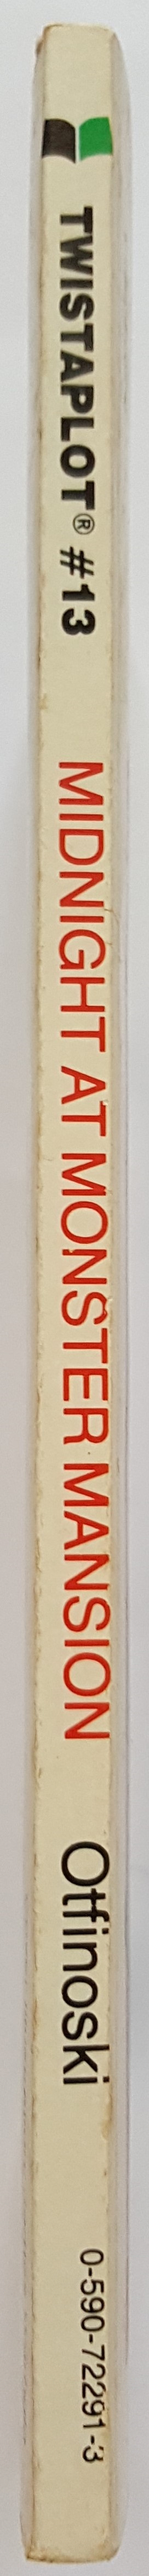 TWISTAPLOT® #13 MIDNIGHT AT MONSTER MANSION Otfinoski 0-590-72291-3